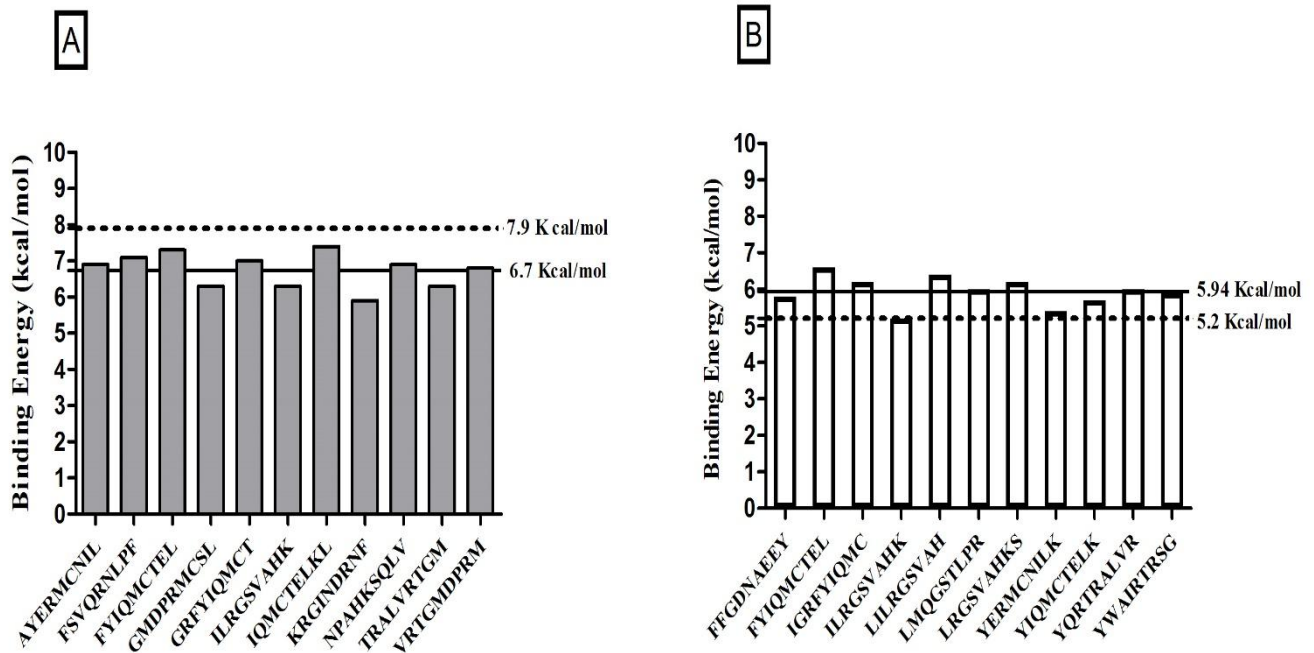 A
Binding Energy (kcal/mol)
10
9
8
7
6
5
4
3
2
1
0
7.9 K cal/mol
6.7 Kcal/mol
AYERMCNIL
FSVQRNLPF
FYIQMCTEL
GMDPRMCSL
GRFYIQMCT
ILRGSVAHK
IQMCTELKL
KRGINDRNF
NPAHKSQLV
TRALVRTGM
VRTGMDPRM
B
Binding Energy (kcal/mol)
10
9
8
7
6
5
4
3
2
1
0
5.94 Kcal/mol
5.2 Kcal/mol
FFGDNAEEY
FYIQMCTEL
IGRFYIQMC
ILRGSVAHK
LILRGSVAH
LMQGSTLPR
LRGSVAHKS
YERMCNILK
YIQMCTELK
YQRTRALVR
YWAIRTRSG